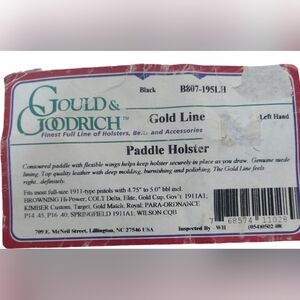 Black B807-195LH
GOULD &
GOODRICH
Finest Full Line of Holsters, Belts and Accessories
Gold Line
Left Hand
Paddle Holster
Contoured paddle with flexible wings helps keep holster securely in place as you draw. Genuine suede
lining. Top quality leather with deep molding, burnishing and polishing. The Gold Line feels
right...definitely.
Fits most full-size 1911-type pistols with 4.75" to 5.0" bbl incl.
BROWNING Hi-Power, COLT Delta, Elite, Gold Cup, Gov't 1911A1;
KIMBER Custom, Target, Gold Match, Royal; PARA-ORDNANCE
P14.45, P16.40; SPRINGFIELD 1911A1; WILSON CQB
7 68574 11028
709 E. McNeil Street, Lillington, NC 27546 USA
Inspected By - WH